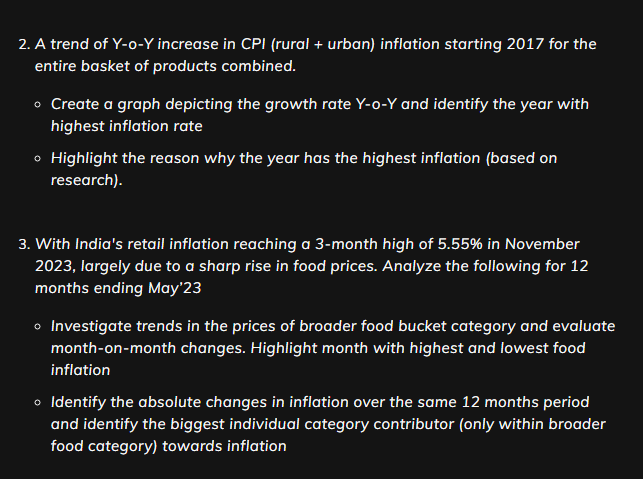 2. A trend of Y-o-Y increase in CPI (rural + urban) inflation starting 2017 for the
entire basket of products combined.
○ Create a graph depicting the growth rate Y-o-Y and identify the year with
highest inflation rate
○ Highlight the reason why the year has the highest inflation (based on
research).
3. With India's retail inflation reaching a 3-month high of 5.55% in November
2023, largely due to a sharp rise in food prices. Analyze the following for 12
months ending May'23
○ Investigate trends in the prices of broader food bucket category and evaluate
month-on-month changes. Highlight month with highest and lowest food
inflation
○ Identify the absolute changes in inflation over the same 12 months period
and identify the biggest individual category contributor (only within broader
food category) towards inflation